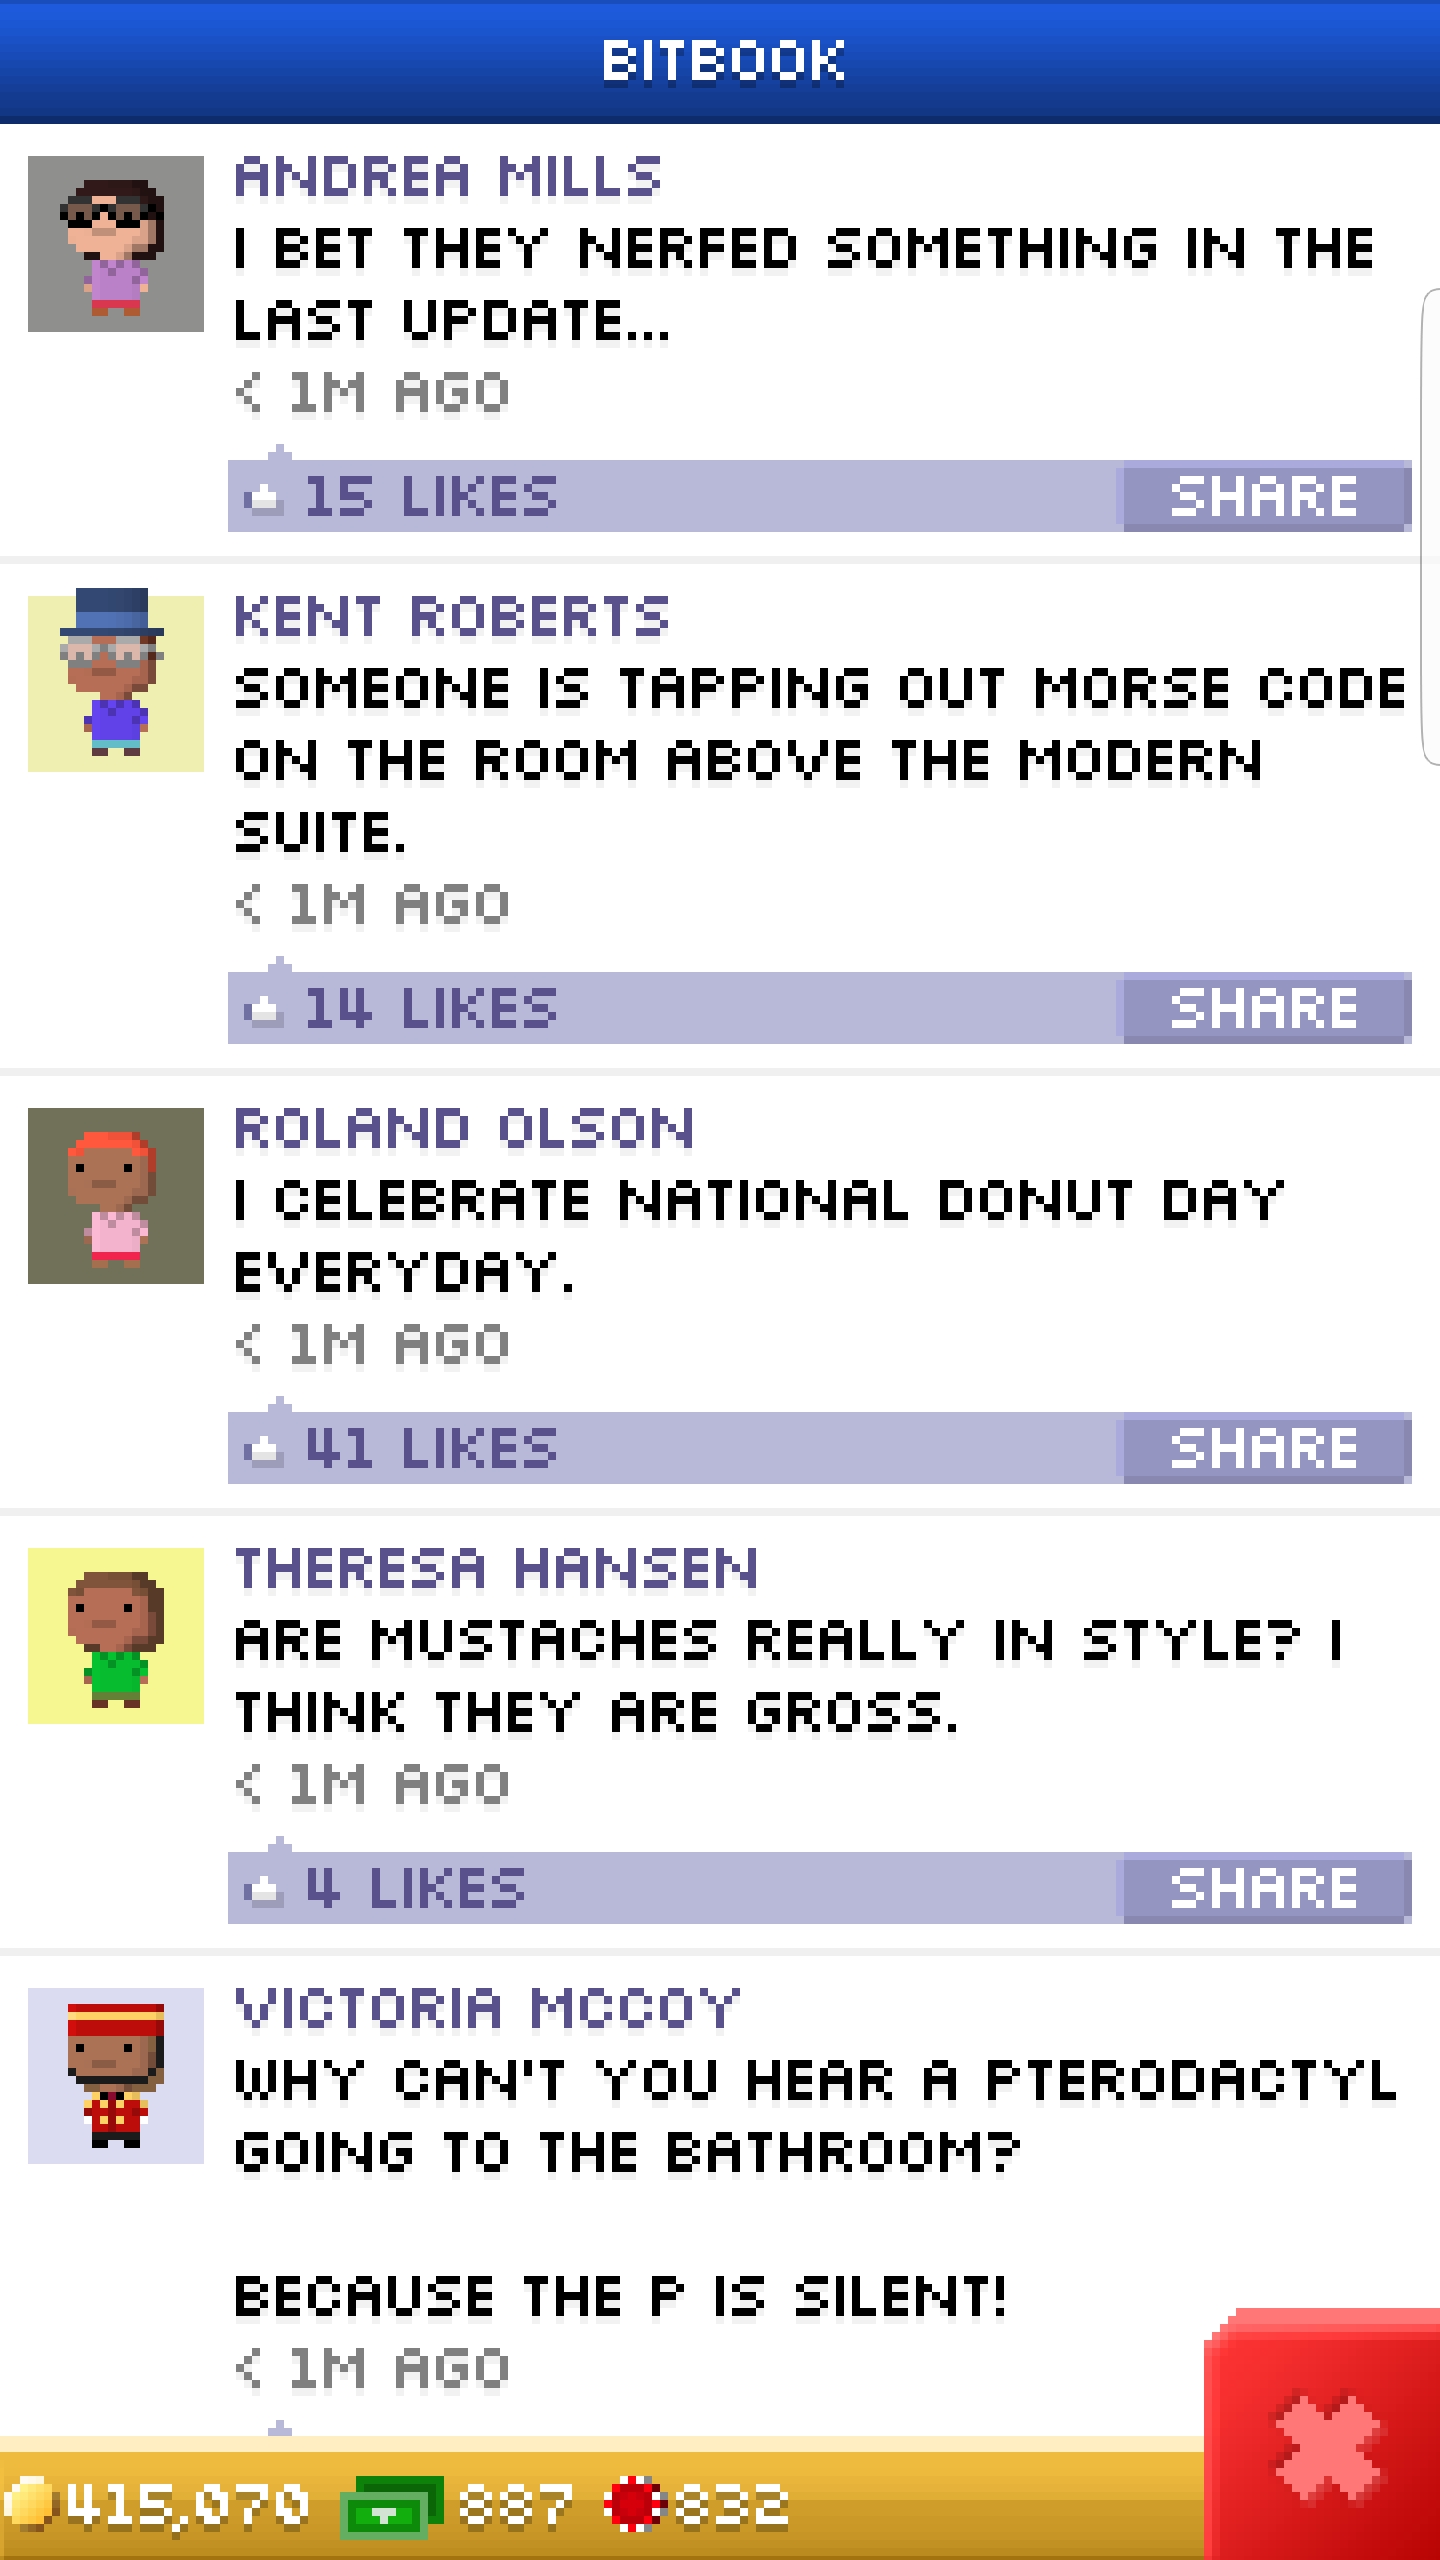 BITBOOK
ANDREA MILLS
I BET THEY NERFED SOMETHING IN THE
LAST UPDATE...
< 1M AGO
15 LIKES SHARE
KENT ROBERTS
SOMEONE IS TAPPING OUT MORSE CODE
ON THE ROOM ABOVE THE MODERN
SUITE.
< 1M AGO
14 LIKES SHARE
ROLAND OLSON
I CELEBRATE NATIONAL DONUT DAY
EVERYDAY.
< 1M AGO
41 LIKES SHARE
THERESA HANSEN
ARE MUSTACHES REALLY IN STYLE? I
THINK THEY ARE GROSS.
< 1M AGO
4 LIKES SHARE
VICTORIA MCCOY
WHY CAN'T YOU HEAR A PTERODACTYL
GOING TO THE BATHROOM?
BECAUSE THE P IS SILENT!
< 1M AGO
415,070 887 832